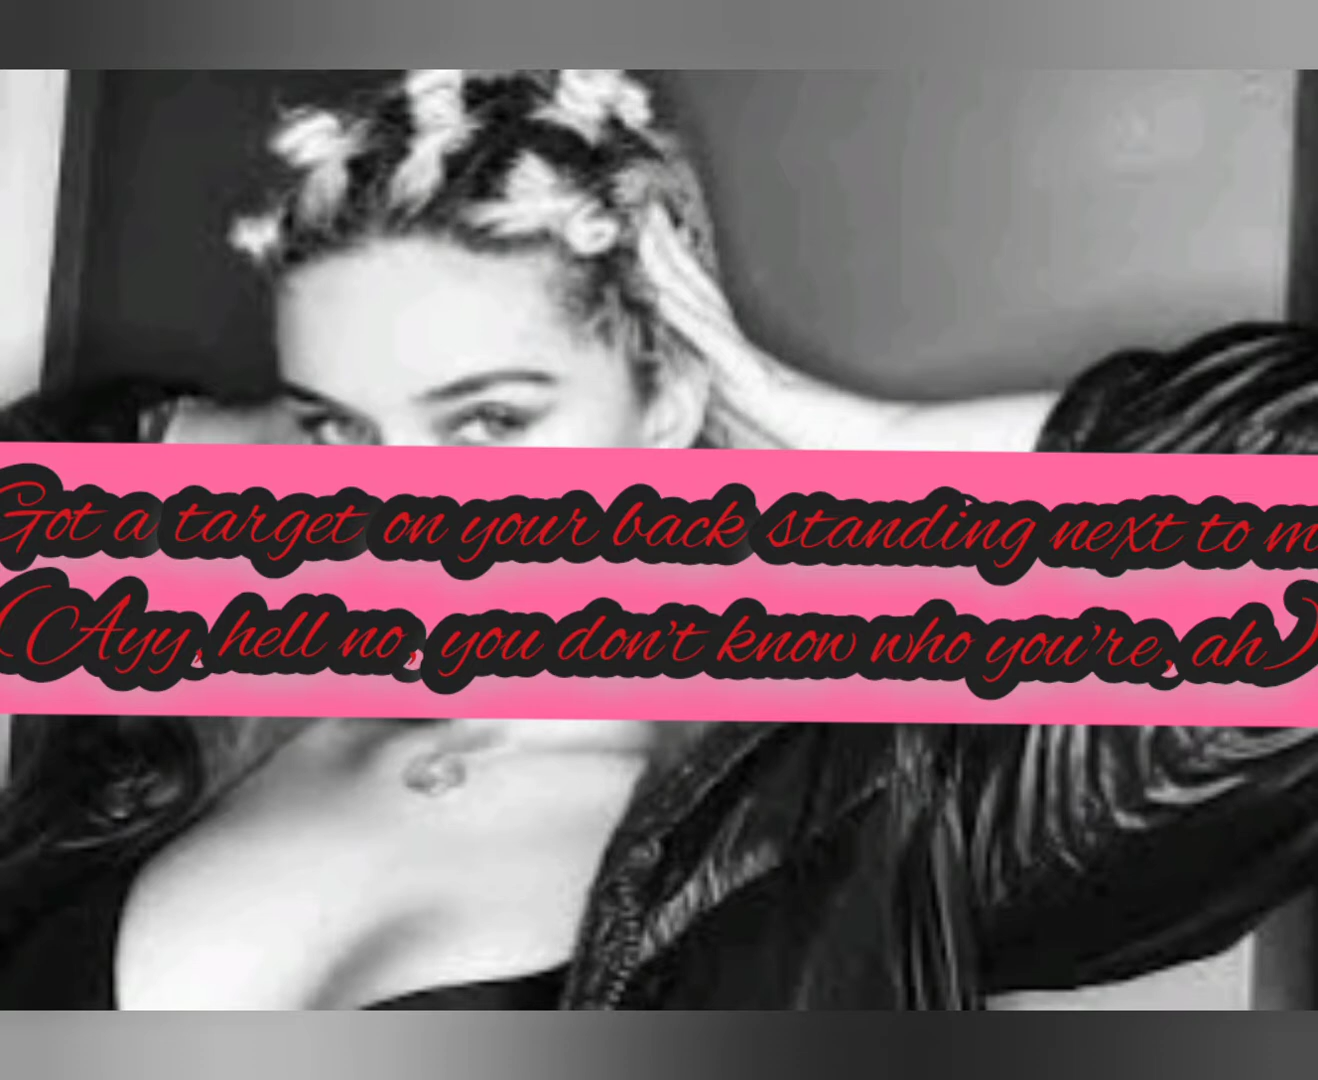 Got a target on your back standing neXt to m
(Ayy, hell no, you don't know who you're, ah)